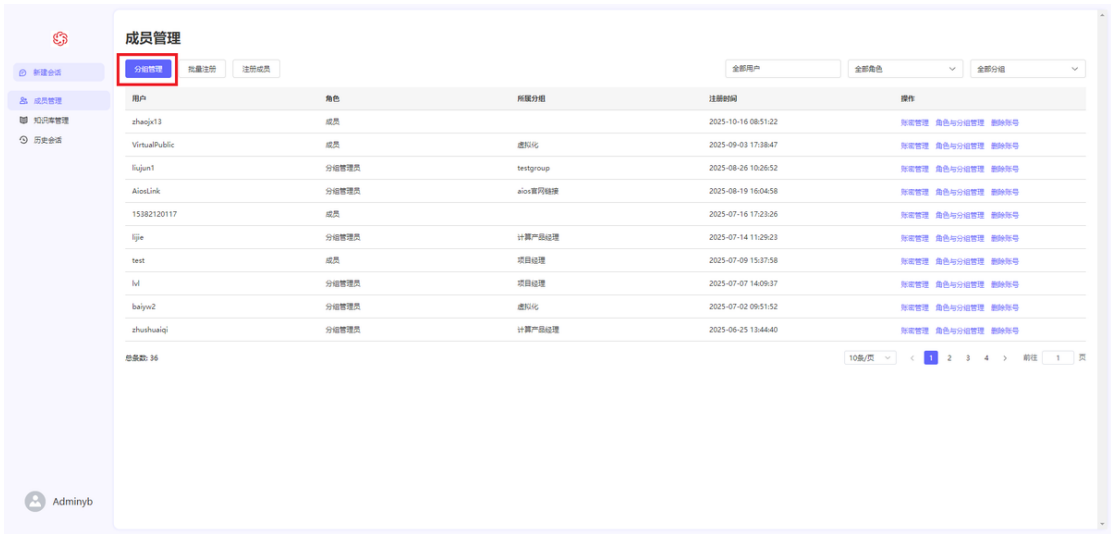 成员管理
新建会话
成员管理
知识库管理
历史会话
分组管理 批量注册 注册成员 全部用户 全部角色 全部分组
用户 角色 所属分组 注册时间 操作
zhaojx13 成员 2025-10-16 08:51:22 账密管理 角色与分组管理 删除账号
VirtualPublic 成员 虚拟化 2025-09-03 17:38:47 账密管理 角色与分组管理 删除账号
liujun1 分组管理员 testgroup 2025-08-26 10:26:52 账密管理 角色与分组管理 删除账号
AiosLink 分组管理员 aios官网链接 2025-08-19 16:04:58 账密管理 角色与分组管理 删除账号
15382120117 成员 2025-07-16 17:23:26 账密管理 角色与分组管理 删除账号
lijie 分组管理员 计算产品经理 2025-07-14 11:29:23 账密管理 角色与分组管理 删除账号
test 成员 项目经理 2025-07-09 15:37:58 账密管理 角色与分组管理 删除账号
lvl 分组管理员 项目经理 2025-07-07 14:09:37 账密管理 角色与分组管理 删除账号
baiyw2 分组管理员 虚拟化 2025-07-02 09:51:52 账密管理 角色与分组管理 删除账号
zhushuaiqi 分组管理员 计算产品经理 2025-06-25 13:44:40 账密管理 角色与分组管理 删除账号
总条数: 36 10条/页 1 2 3 4 前往 1 页
Adminyb